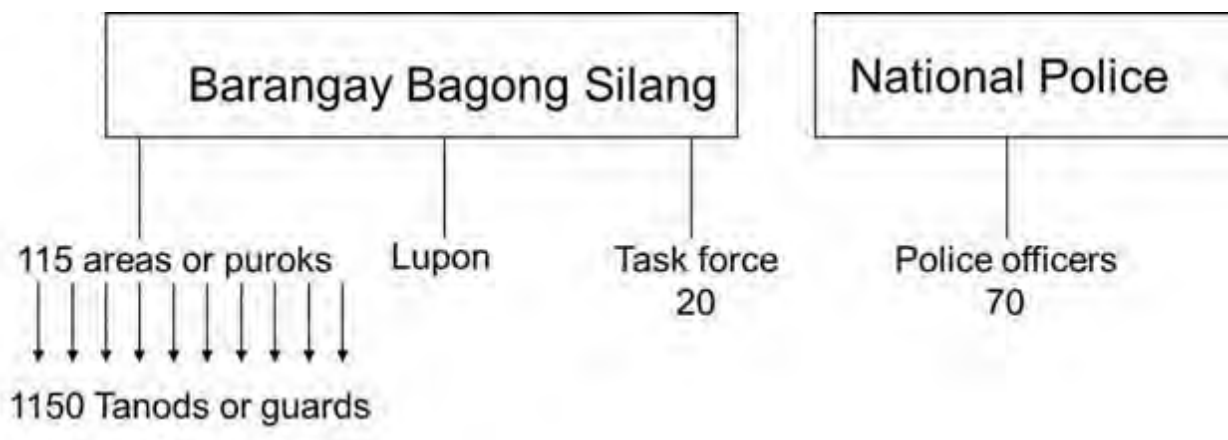 Barangay Bagong Silang
National Police
115 areas or puroks
Lupon
Task force
20
Police officers
70
1150 Tanods or guards